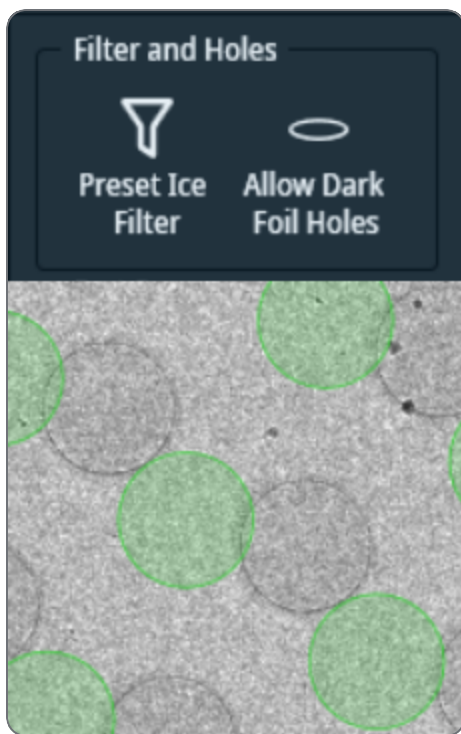 Filter and Holes
Preset Ice
Filter
Allow Dark
Foil Holes